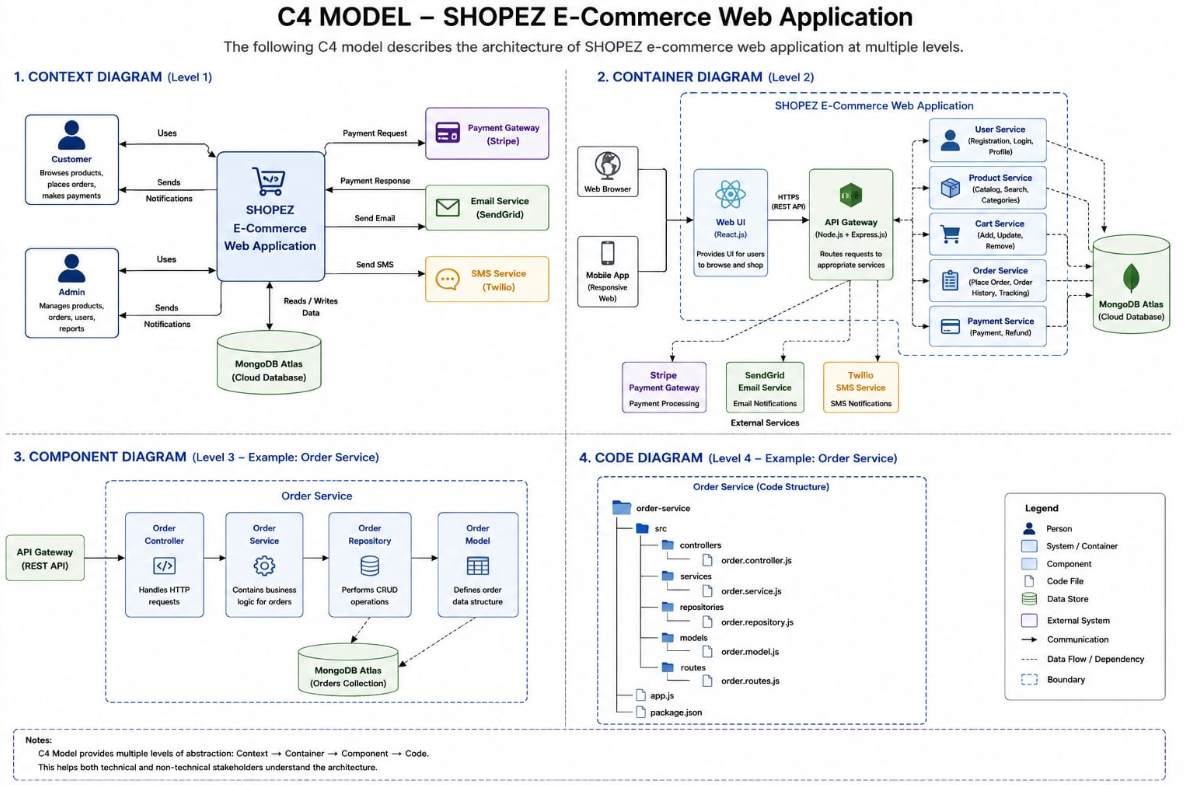 C4 MODEL – SHOPEZ E-Commerce Web Application
The following C4 model describes the architecture of SHOPEZ e-commerce web application at multiple levels.
1. CONTEXT DIAGRAM (Level 1)
Customer
Browses products,
places orders,
makes payments
Uses
Sends
Notifications
Admin
Manages products,
orders, users,
reports
Uses
Sends
Notifications
SHOPEZ
E-Commerce
Web Application
Payment Request
Payment Response
Send Email
Send SMS
Reads / Writes
Data
Payment Gateway
(Stripe)
Email Service
(SendGrid)
SMS Service
(Twilio)
MongoDB Atlas
(Cloud Database)
2. CONTAINER DIAGRAM (Level 2)
SHOPEZ E-Commerce Web Application
Web Browser
Mobile App
(Responsive
Web)
Web UI
(React.js)
Provides UI for users
to browse and shop
HTTPS
(REST API)
API Gateway
(Node.js + Express.js)
Routes requests to
appropriate services
User Service
(Registration, Login,
Profile)
Product Service
(Catalog, Search,
Categories)
Cart Service
(Add, Update,
Remove)
Order Service
(Place Order, Order
History, Tracking)
Payment Service
(Payment, Refund)
MongoDB Atlas
(Cloud Database)
Stripe
Payment Gateway
Payment Processing
SendGrid
Email Service
Email Notifications
Twilio
SMS Service
SMS Notifications
External Services
3. COMPONENT DIAGRAM (Level 3 – Example: Order Service)
Order Service
API Gateway
(REST API)
Order
Controller
</>
Handles HTTP
requests
Order
Service
Contains business
logic for orders
Order
Repository
Performs CRUD
operations
Order
Model
Defines order
data structure
MongoDB Atlas
(Orders Collection)
4. CODE DIAGRAM (Level 4 – Example: Order Service)
Order Service (Code Structure)
order-service
src
controllers
order.controller.js
services
order.service.js
repositories
order.repository.js
models
order.model.js
routes
order.routes.js
app.js
package.json
Legend
Person
System / Container
Component
Code File
Data Store
External System
Communication
Data Flow / Dependency
Boundary
Notes:
C4 Model provides multiple levels of abstraction: Context → Container → Component → Code.
This helps both technical and non-technical stakeholders understand the architecture.